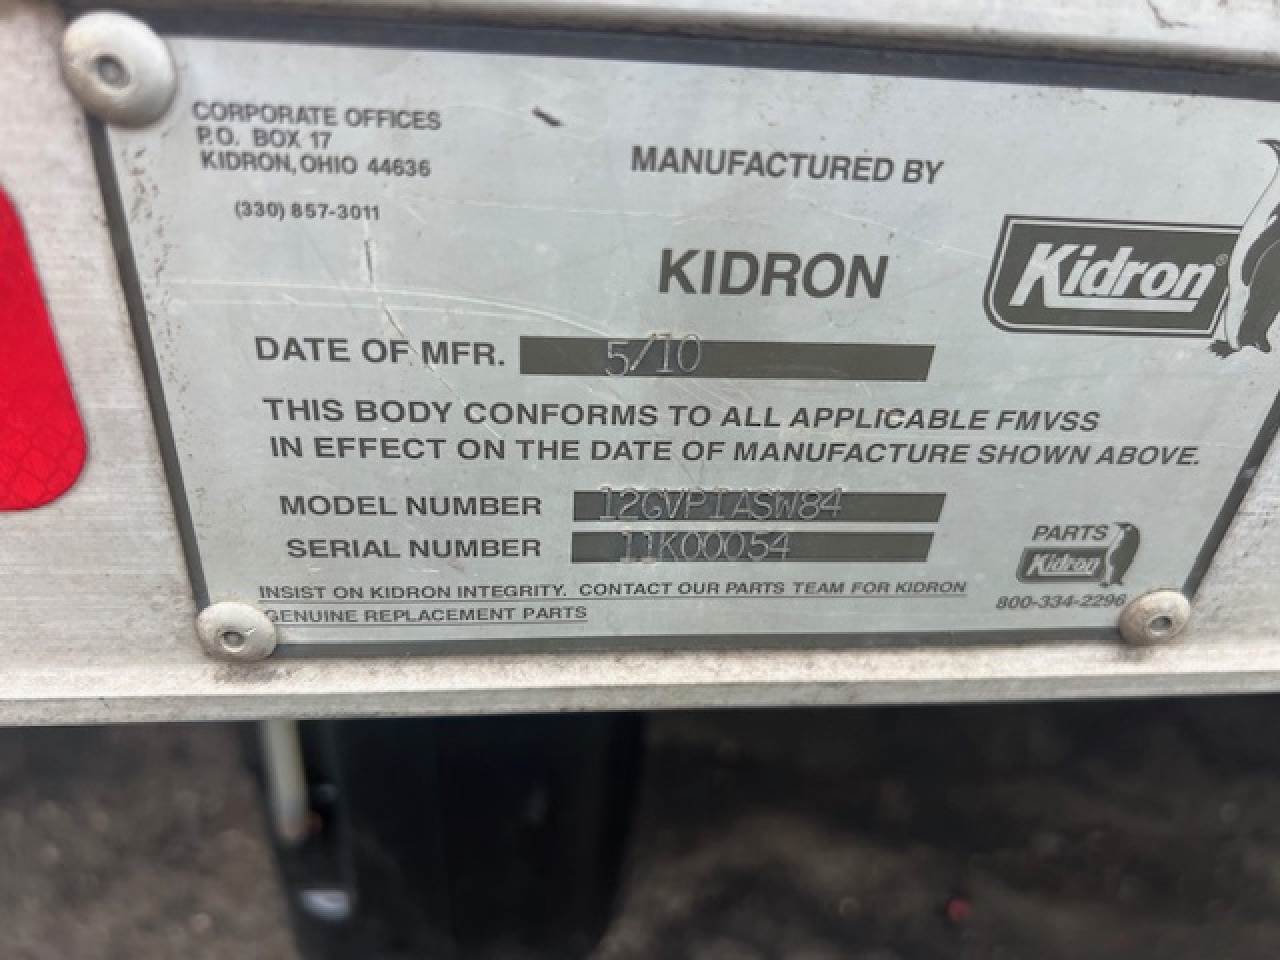 CORPORATE OFFICES
P.O. BOX 17
KIDRON, OHIO 44636
(330) 857-3011
MANUFACTURED BY
KIDRON
Kidron®
DATE OF MFR. 5/10
THIS BODY CONFORMS TO ALL APPLICABLE FMVSS
IN EFFECT ON THE DATE OF MANUFACTURE SHOWN ABOVE.
MODEL NUMBER 12GVPIASW84
SERIAL NUMBER 11K00054
PARTS
Kidron
800-334-2296
INSIST ON KIDRON INTEGRITY. CONTACT OUR PARTS TEAM FOR KIDRON
GENUINE REPLACEMENT PARTS